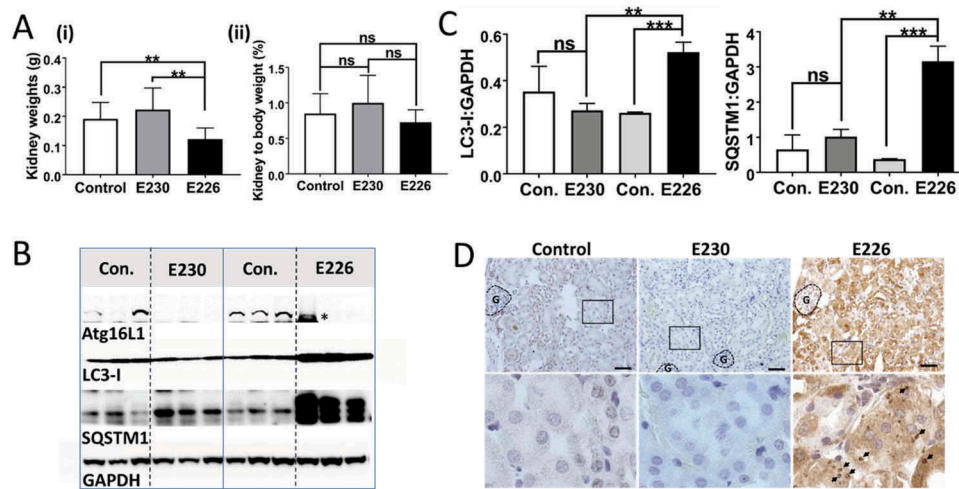 A
(i)
Kidney weights (g)
0.4
0.3
0.2
0.1
0.0
**
**
Control E230 E226
(ii)
Kidney to body weight (%)
2.0
1.5
1.0
0.5
0.0
ns
ns
ns
Control E230 E226
C
LC3-I:GAPDH
0.6
0.4
0.2
0.0
**
***
ns
Con. E230 Con. E226
SQSTM1:GAPDH
5
4
3
2
1
0
**
***
ns
Con. E230 Con. E226
B
Con. E230 Con. E226
*
Atg16L1
LC3-I
SQSTM1
GAPDH
D
Control E230 E226
G
G
G
G